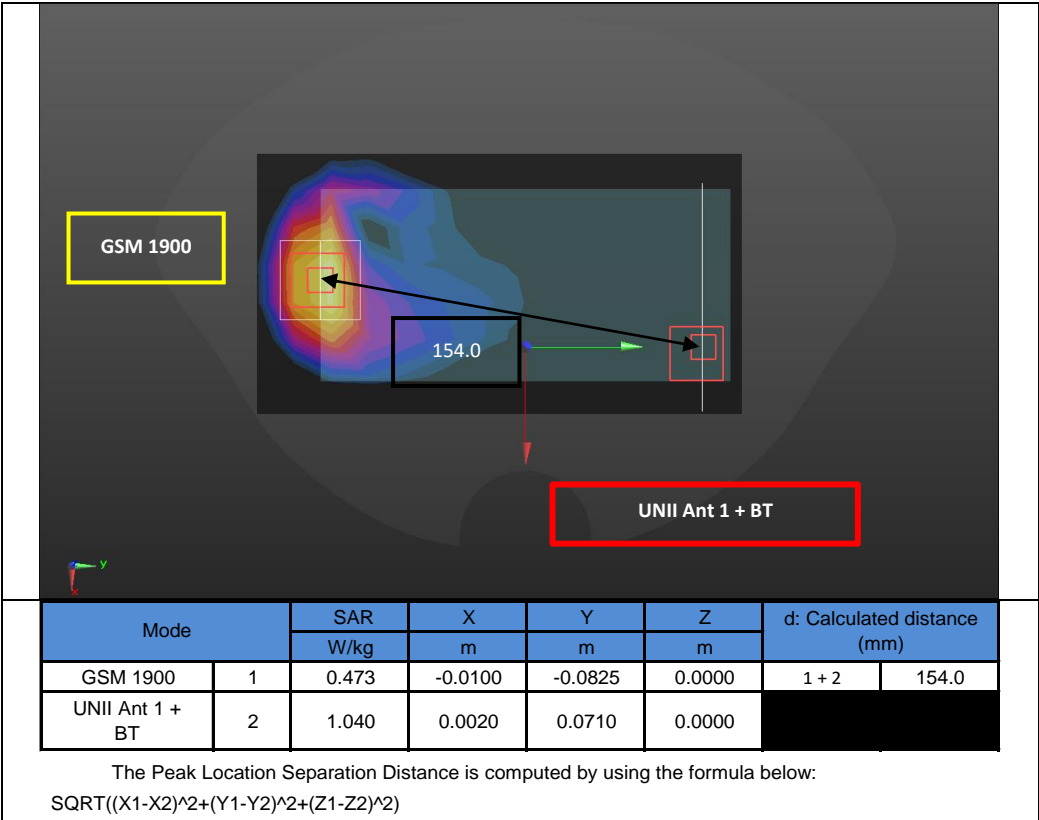 GSM 1900
154.0
UNII Ant 1 + BT
y
x
Mode SAR X Y Z d: Calculated distance (mm)
W/kg m m m
GSM 1900 1 0.473 -0.0100 -0.0825 0.0000 1 + 2 154.0
UNII Ant 1 + BT 2 1.040 0.0020 0.0710 0.0000
The Peak Location Separation Distance is computed by using the formula below:
SQRT((X1-X2)^2+(Y1-Y2)^2+(Z1-Z2)^2)